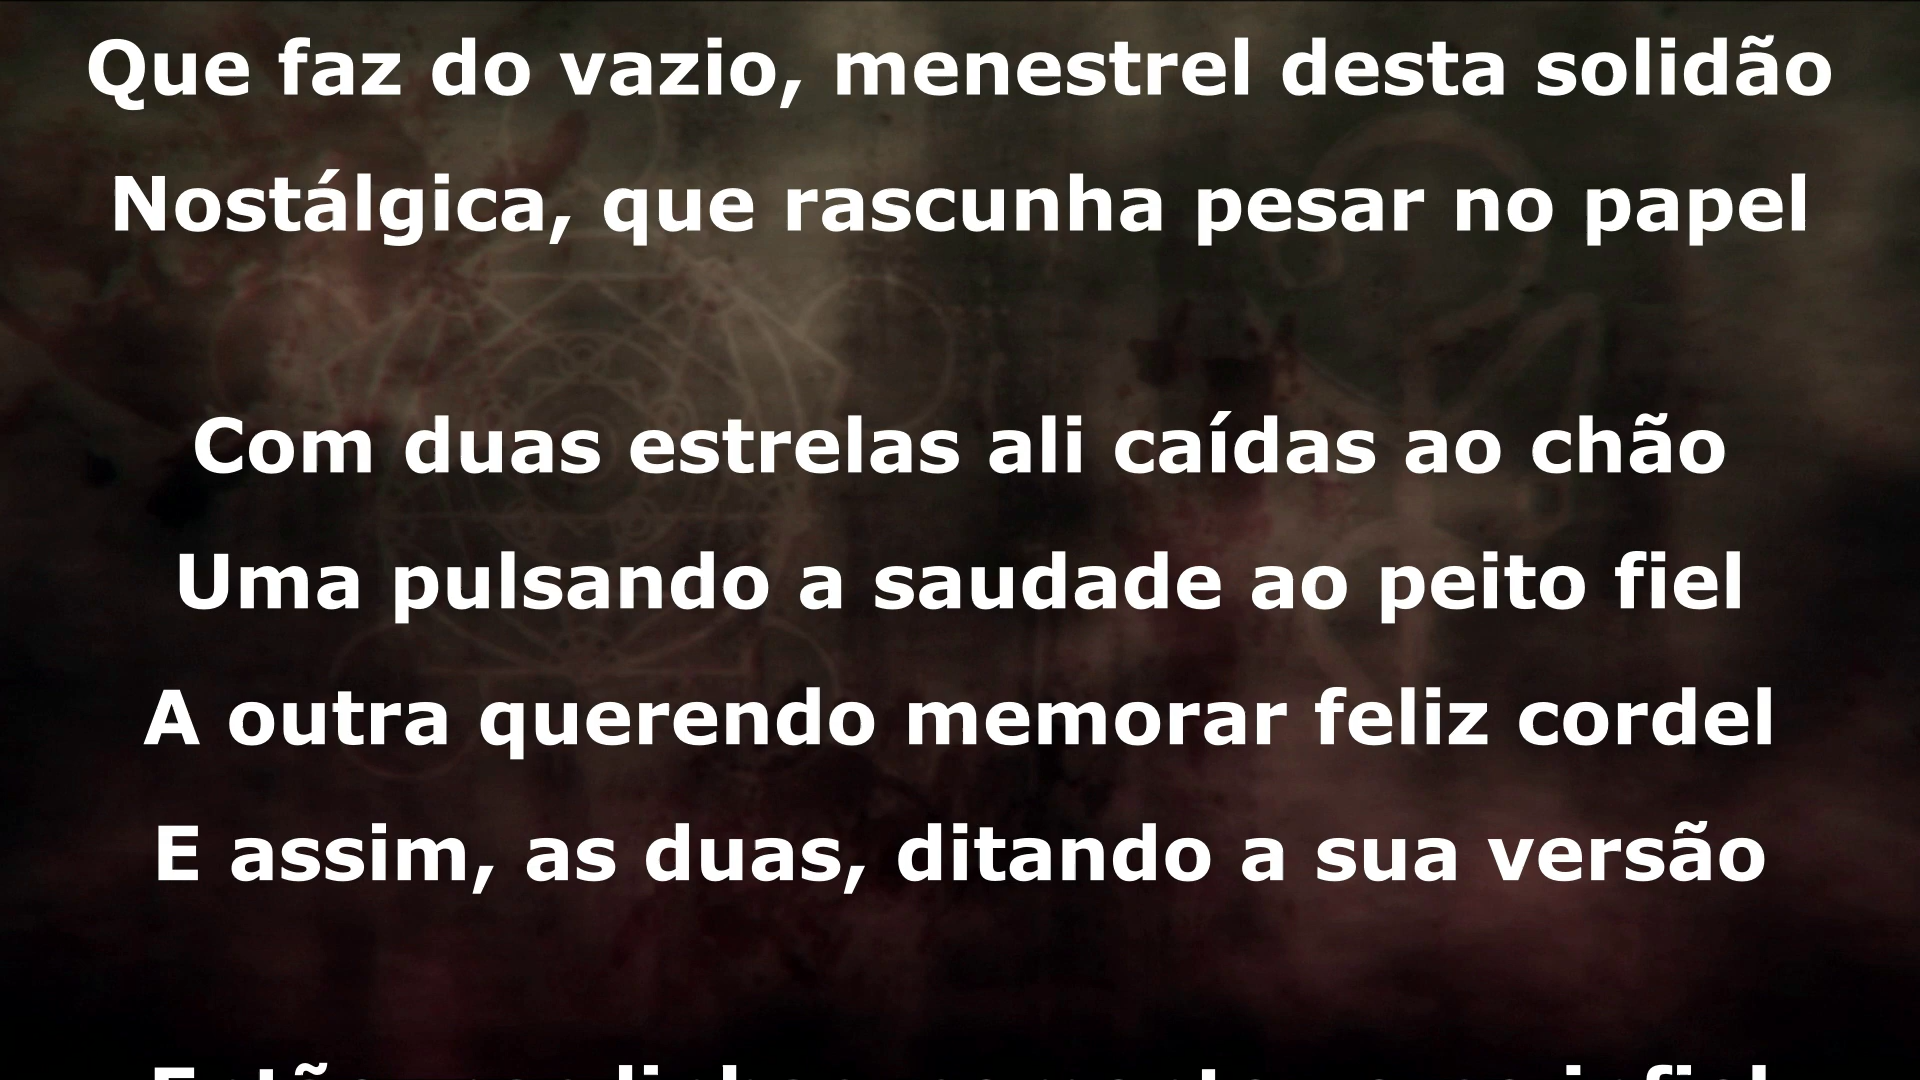 Que faz do vazio, menestrel desta solidão
Nostálgica, que rascunha pesar no papel
Com duas estrelas ali caídas ao chão
Uma pulsando a saudade ao peito fiel
A outra querendo memorar feliz cordel
E assim, as duas, ditando a sua versão
Então